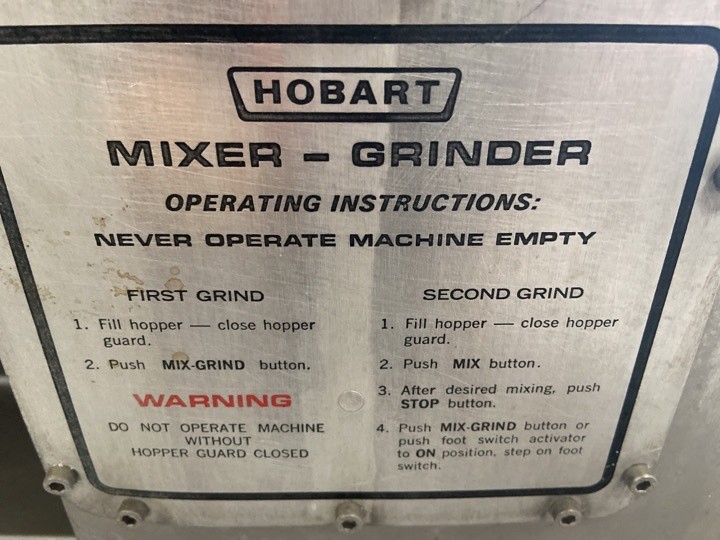 HOBART
MIXER – GRINDER
OPERATING INSTRUCTIONS:
NEVER OPERATE MACHINE EMPTY
FIRST GRIND
1. Fill hopper — close hopper
guard.
2. Push MIX-GRIND button.
WARNING
DO NOT OPERATE MACHINE
WITHOUT
HOPPER GUARD CLOSED
SECOND GRIND
1. Fill hopper — close hopper
guard.
2. Push MIX button.
3. After desired mixing, push
STOP button.
4. Push MIX-GRIND button or
push foot switch activator
to ON position, step on foot
switch.